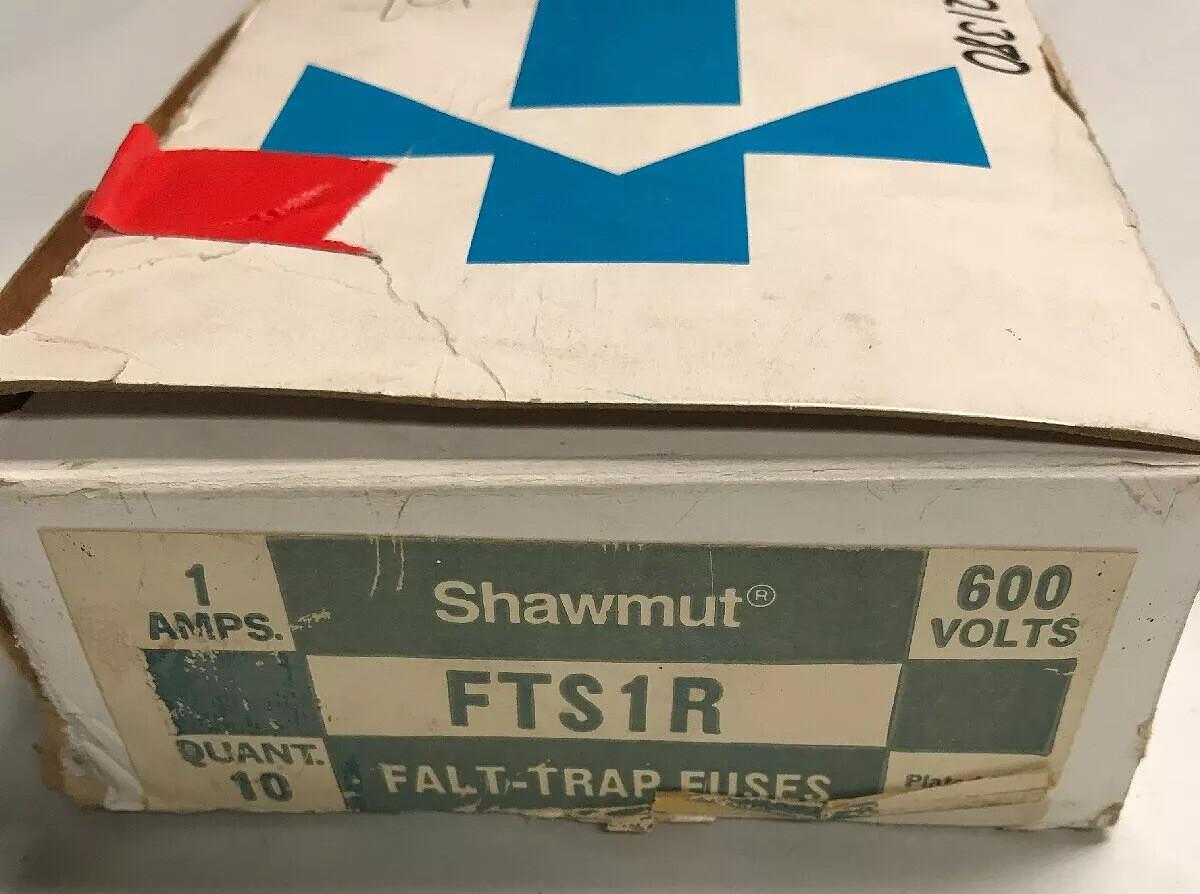 1
AMPS.
Shawmut®
600
VOLTS
FTS1R
QUANT.
10
FALT-TRAP FUSES